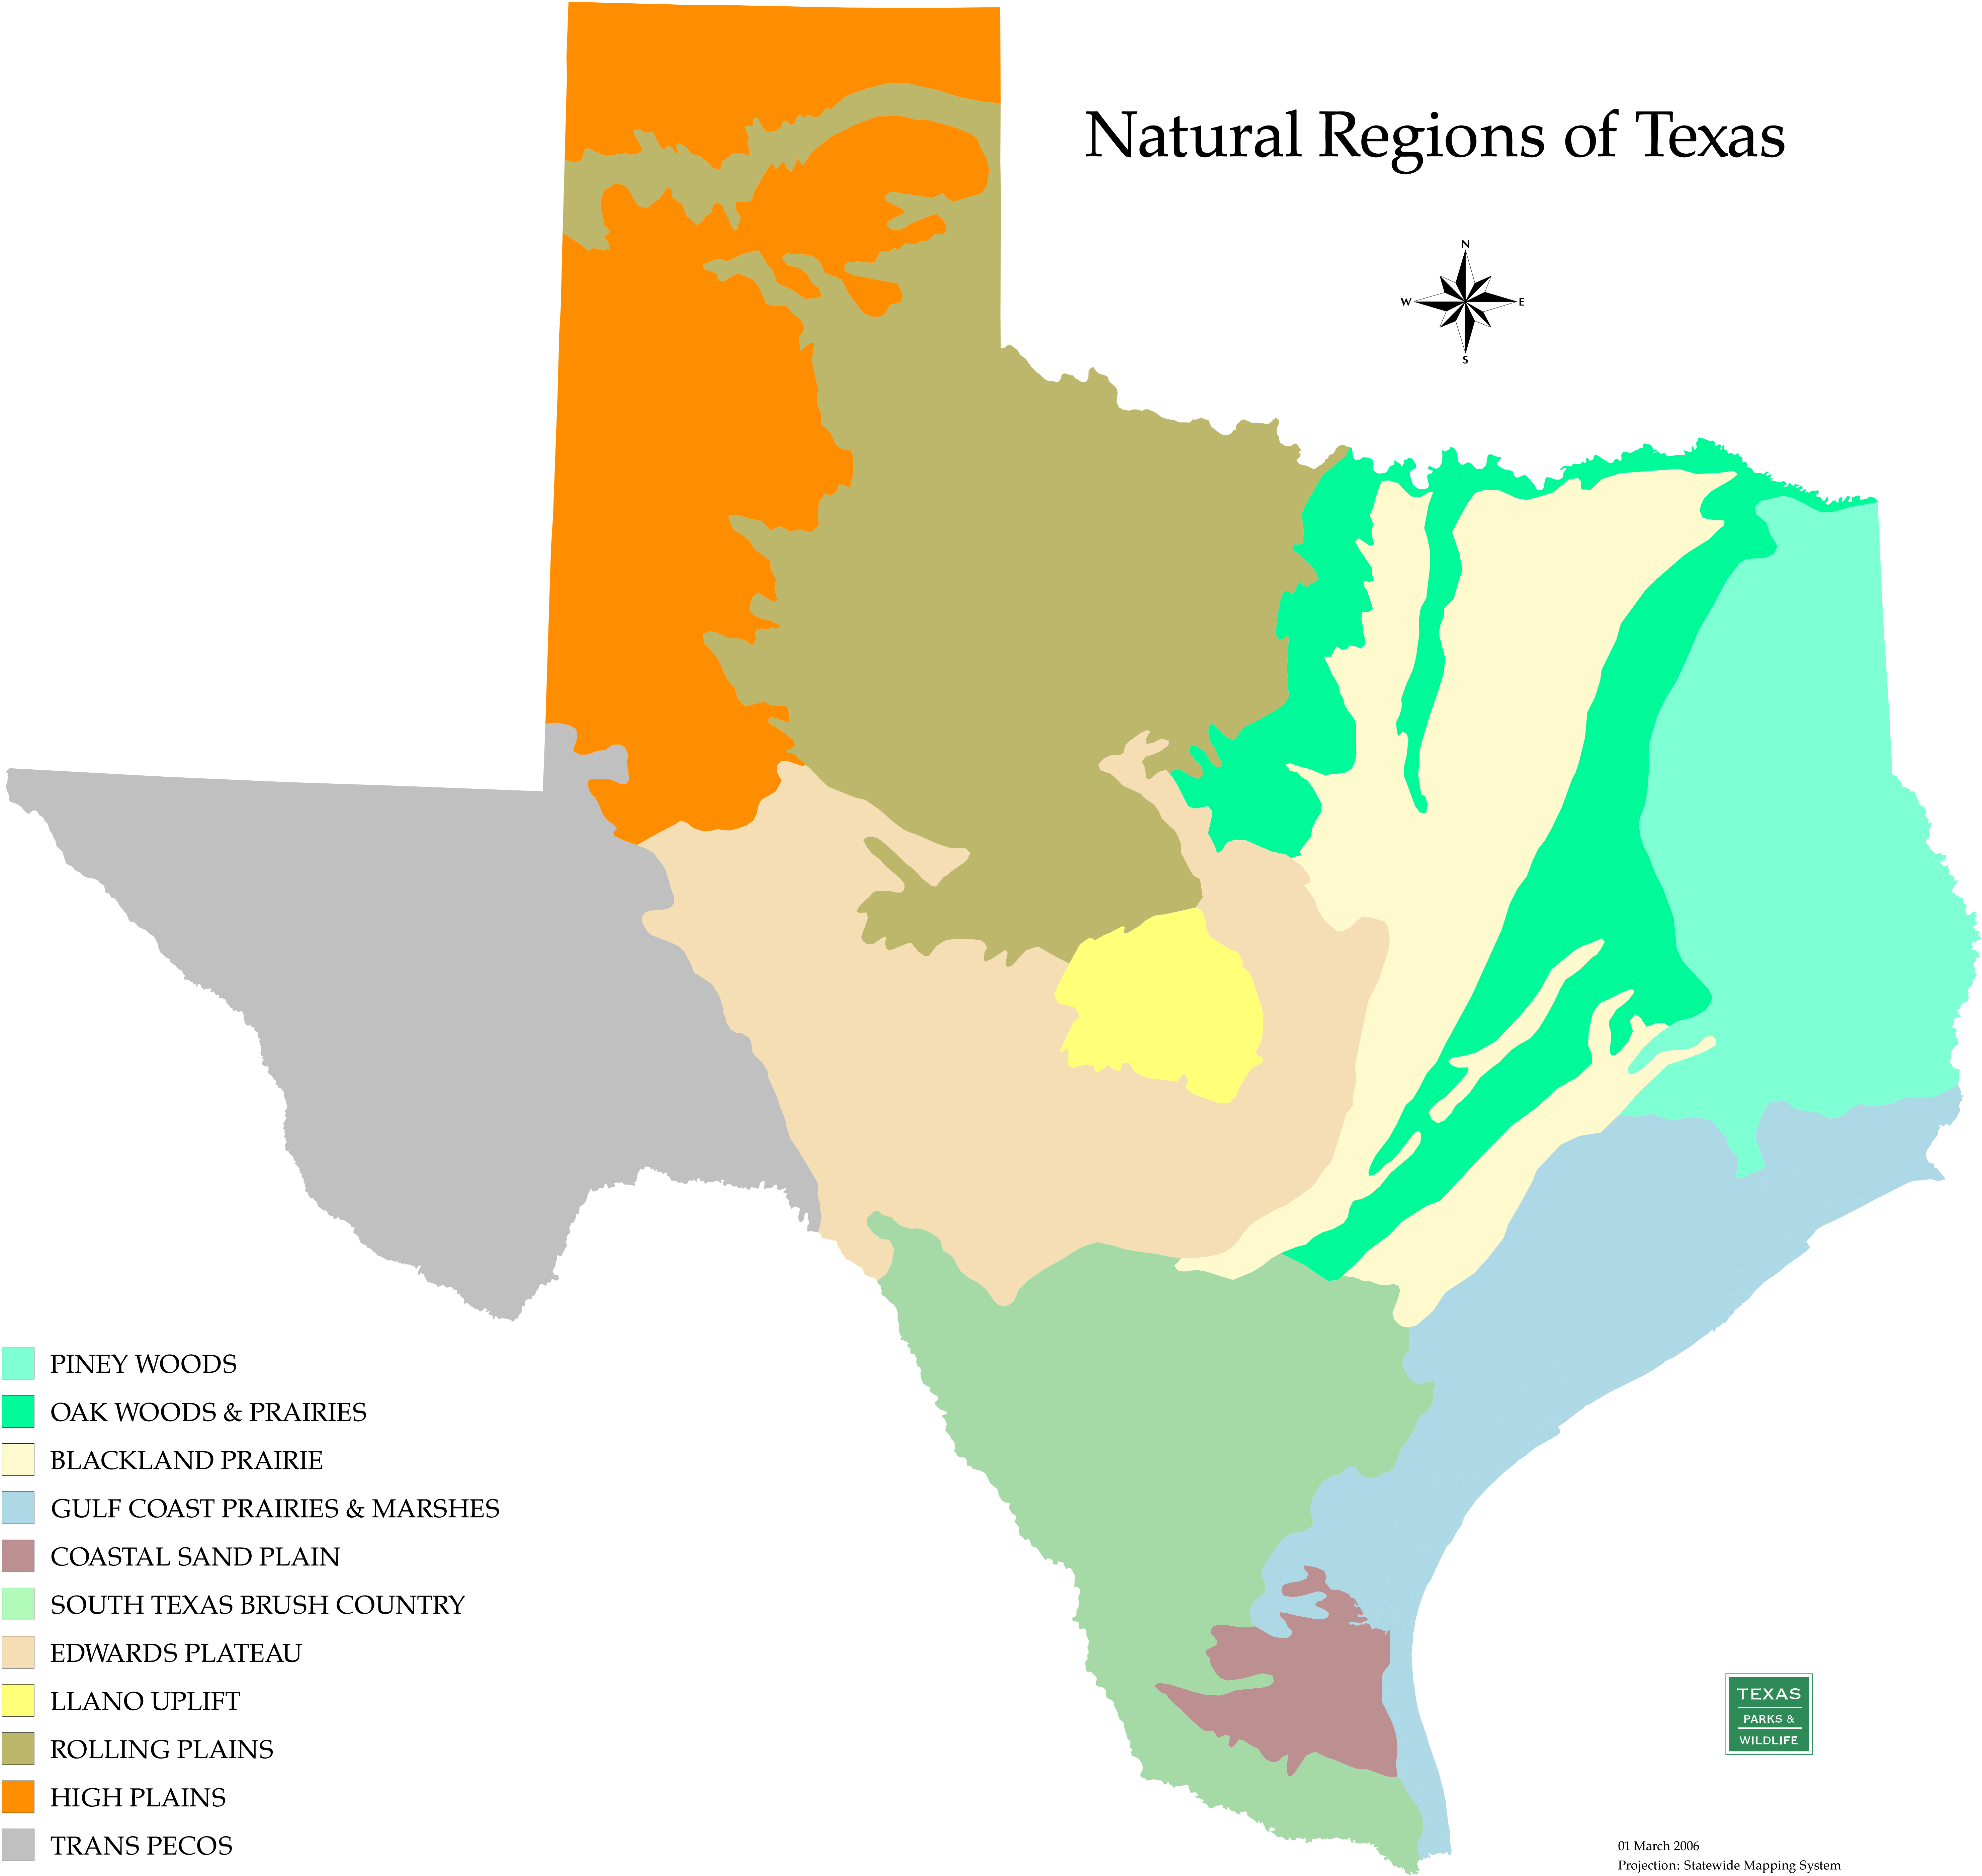 Natural Regions of Texas
N
W
E
S
PINEY WOODS
OAK WOODS & PRAIRIES
BLACKLAND PRAIRIE
GULF COAST PRAIRIES & MARSHES
COASTAL SAND PLAIN
SOUTH TEXAS BRUSH COUNTRY
EDWARDS PLATEAU
LLANO UPLIFT
ROLLING PLAINS
HIGH PLAINS
TRANS PECOS
TEXAS
PARKS &
WILDLIFE
01 March 2006
Projection: Statewide Mapping System